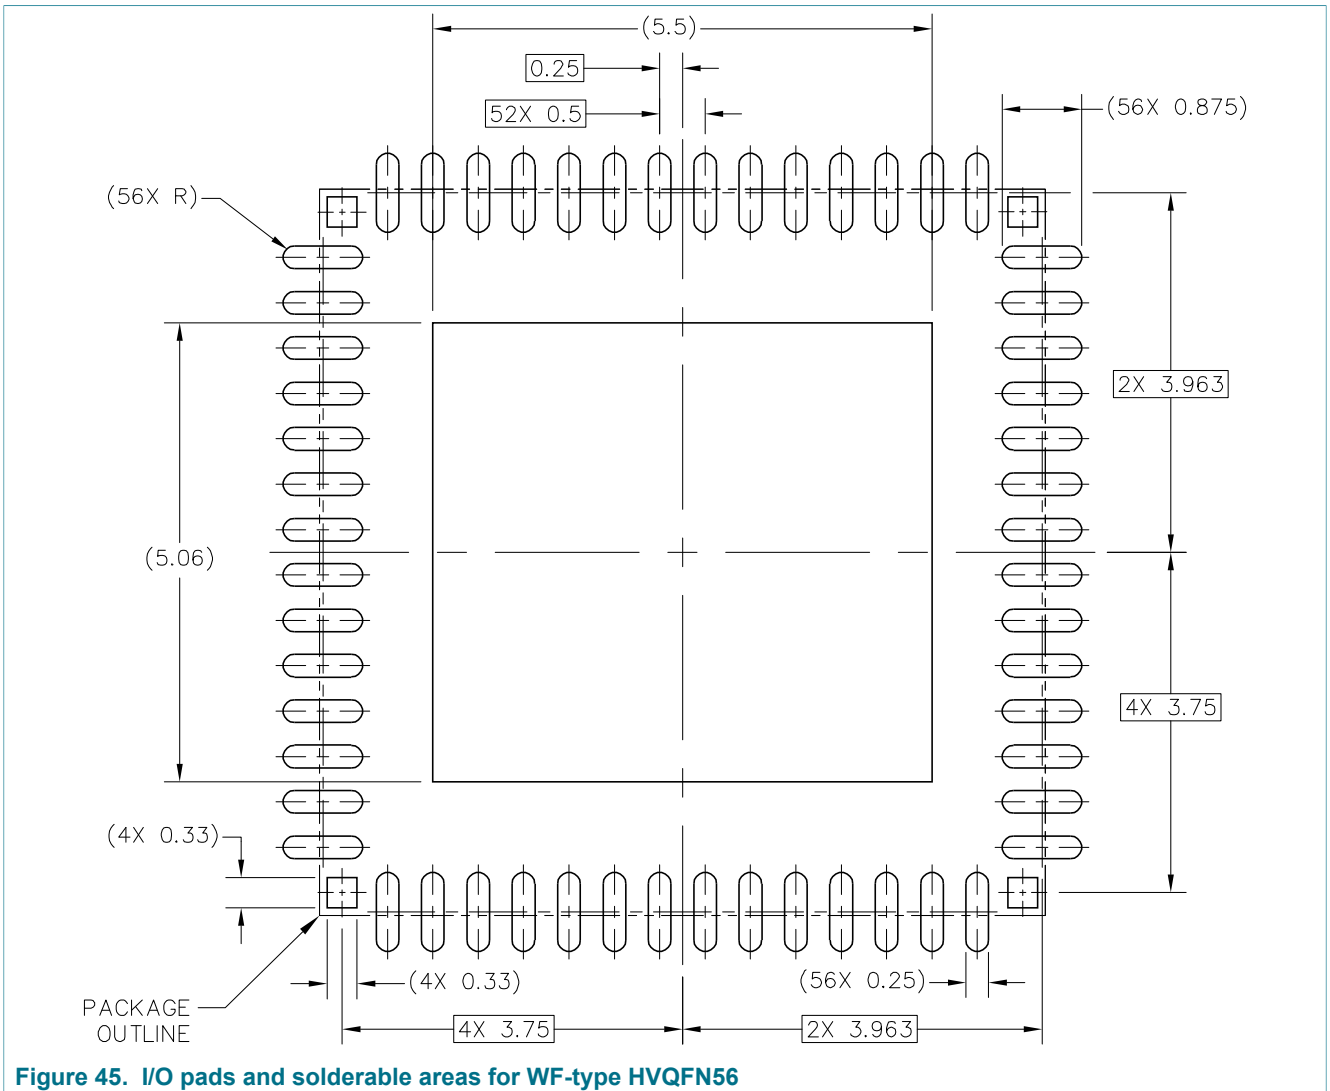 (5.5)
0.25
52X 0.5
(56X 0.875)
(56X R)
2X 3.963
(5.06)
4X 3.75
(4X 0.33)
(4X 0.33)
(56X 0.25)
PACKAGE
OUTLINE
4X 3.75
2X 3.963
Figure 45. I/O pads and solderable areas for WF-type HVQFN56